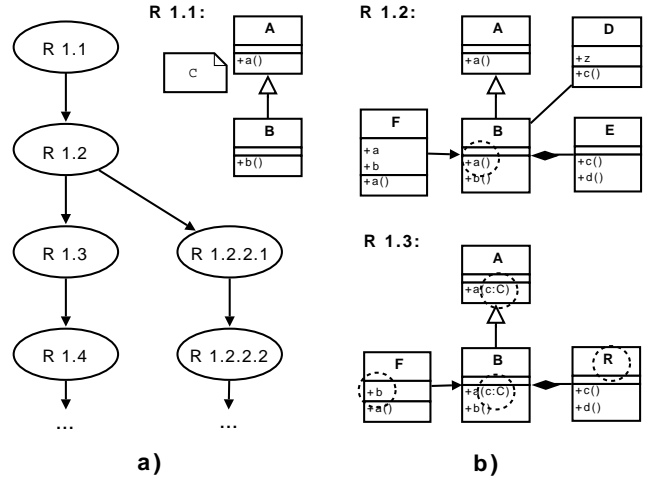 R 1.1:
A
+a()
C
B
+b()
R 1.1
R 1.2
R 1.3
R 1.2.2.1
R 1.4
R 1.2.2.2
...
...
a)
R 1.2:
A
+a()
D
+z
+c()
F
+a
+b
+a()
B
+a()
+b()
E
+c()
+d()
R 1.3:
A
+a(c:C)
F
+b
+a()
B
+a(c:C)
+b()
R
+c()
+d()
b)